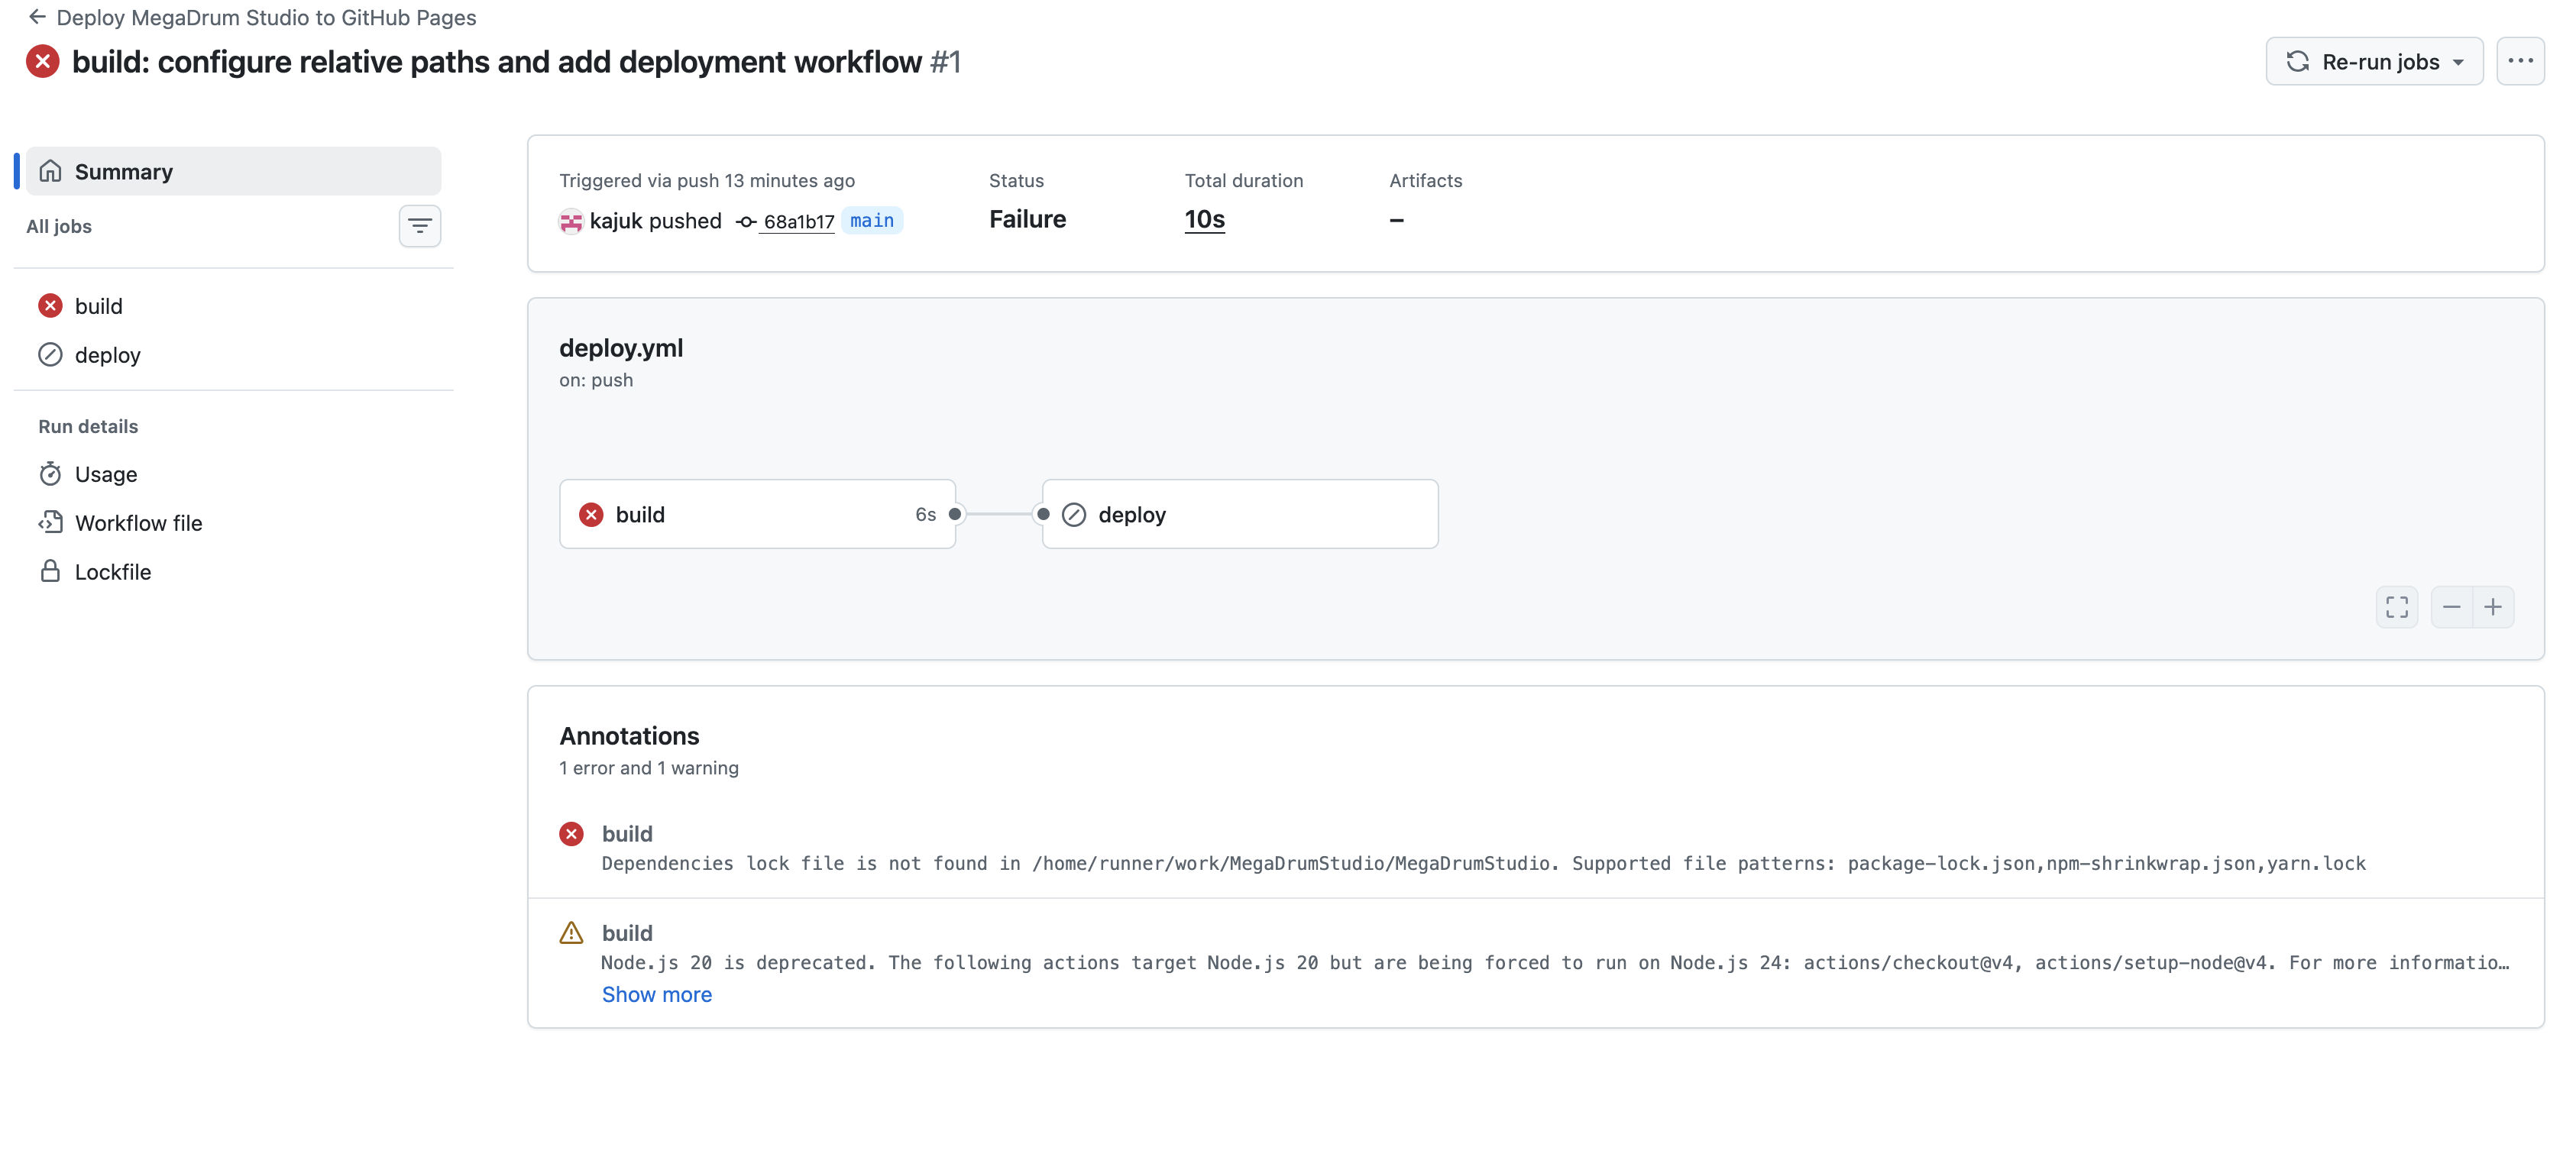 Deploy MegaDrum Studio to GitHub Pages
build: configure relative paths and add deployment workflow #1
Re-run jobs
Summary
All jobs
build
deploy
Run details
Usage
Workflow file
Lockfile
Triggered via push 13 minutes ago
kajuk pushed 68a1b17 main
Status
Failure
Total duration
10s
Artifacts
–
deploy.yml
on: push
build 6s
deploy
Annotations
1 error and 1 warning
build
Dependencies lock file is not found in /home/runner/work/MegaDrumStudio/MegaDrumStudio. Supported file patterns: package-lock.json,npm-shrinkwrap.json,yarn.lock
build
Node.js 20 is deprecated. The following actions target Node.js 20 but are being forced to run on Node.js 24: actions/checkout@v4, actions/setup-node@v4. For more informatio…
Show more